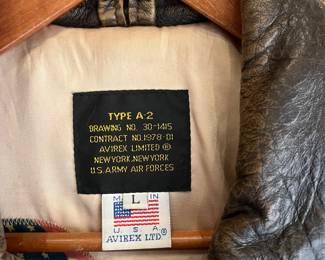 TYPE A-2
DRAWING NO. 30-1415
CONTRACT NO.1978-01
AVIREX LIMITED ®
NEW YORK, NEW YORK
U.S. ARMY AIR FORCES
MADE IN
L
U.S.A.
AVIREX LTD.®